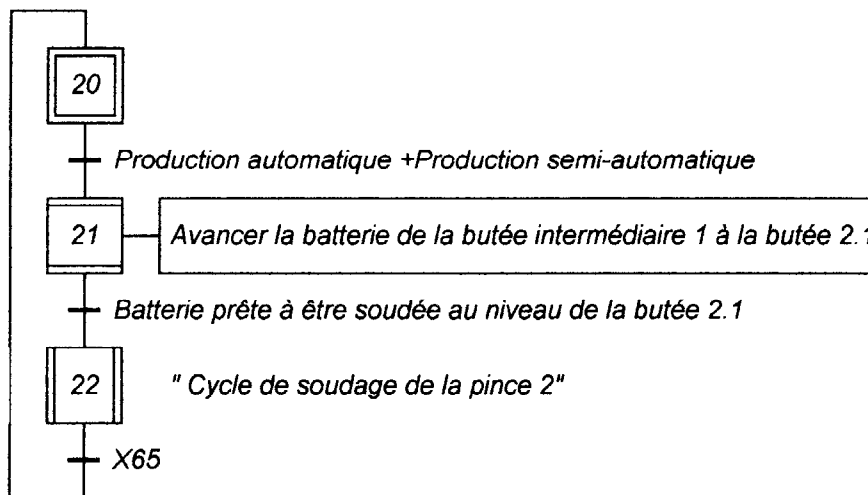 20
Production automatique +Production semi-automatique
21
Avancer la batterie de la butée intermédiaire 1 à la butée 2.1
Batterie prête à être soudée au niveau de la butée 2.1
22
" Cycle de soudage de la pince 2"
X65